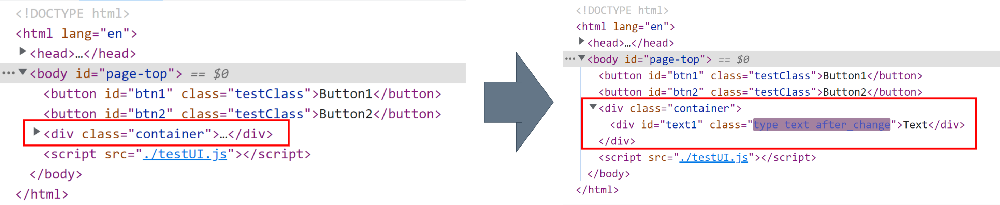 <!DOCTYPE html>
<html lang="en">
<head>…</head>
<body id="page-top"> == $0
<button id="btn1" class="testClass">Button1</button>
<button id="btn2" class="testClass">Button2</button>
<div class="container">…</div>
<script src="./testUI.js"></script>
</body>
</html>
<!DOCTYPE html>
<html lang="en">
<head>…</head>
<body id="page-top"> == $0
<button id="btn1" class="testClass">Button1</button>
<button id="btn2" class="testClass">Button2</button>
<div class="container">
<div id="text1" class="type text after_change">Text</div>
</div>
<script src="./testUI.js"></script>
</body>
</html>